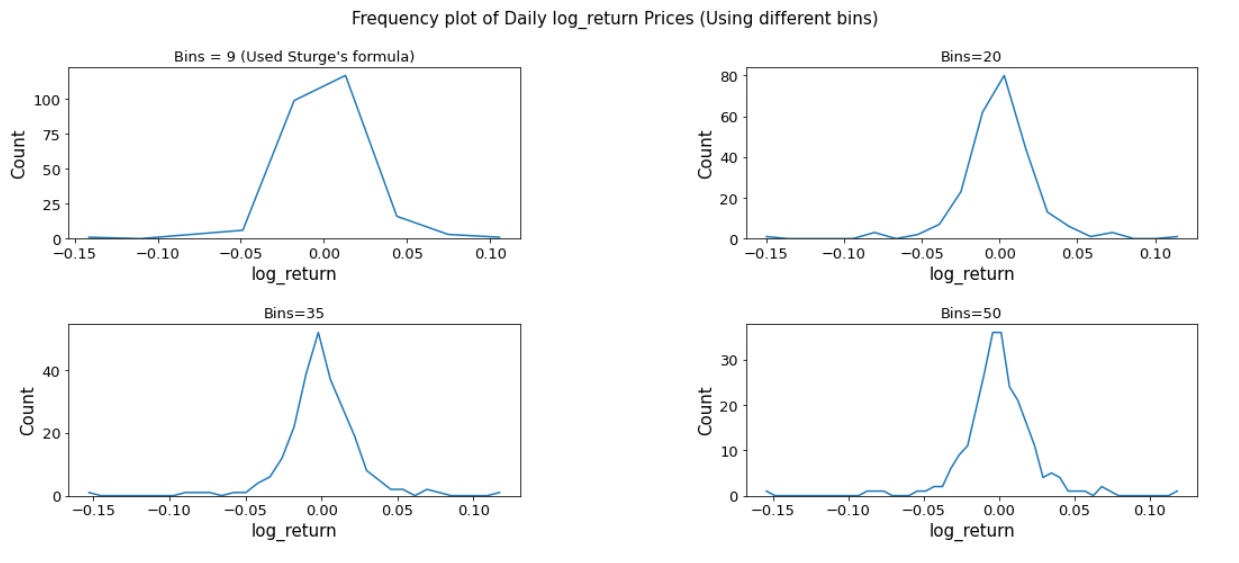 Frequency plot of Daily log_return Prices (Using different bins)
Bins = 9 (Used Sturge's formula)
100
75
50
25
0
Count
−0.15 −0.10 −0.05 0.00 0.05 0.10
log_return
Bins=20
80
60
40
20
0
Count
−0.15 −0.10 −0.05 0.00 0.05 0.10
log_return
Bins=35
40
20
0
Count
−0.15 −0.10 −0.05 0.00 0.05 0.10
log_return
Bins=50
30
20
10
0
Count
−0.15 −0.10 −0.05 0.00 0.05 0.10
log_return